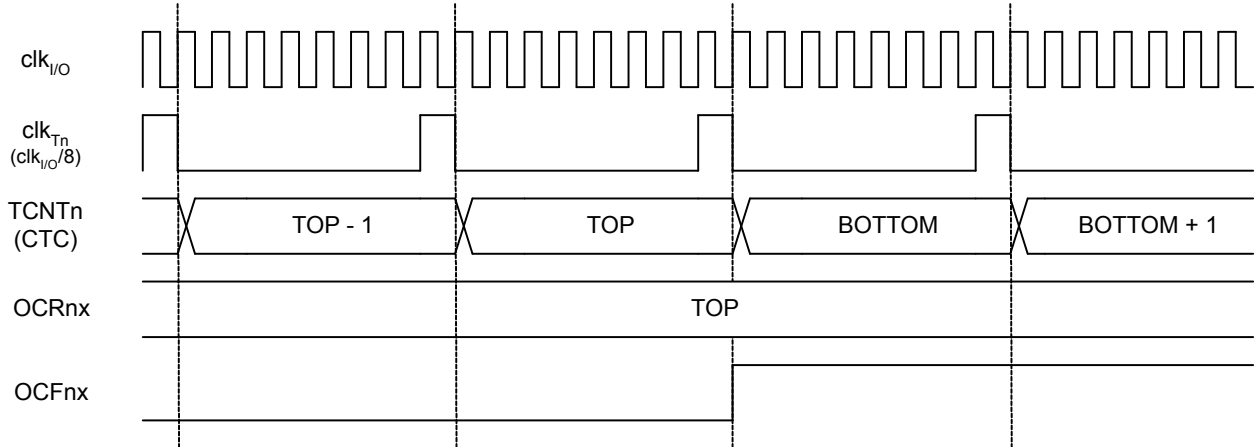 clkI/O
clkTn
(clkI/O/8)
TCNTn
(CTC)
TOP - 1
TOP
BOTTOM
BOTTOM + 1
OCRnx
TOP
OCFnx